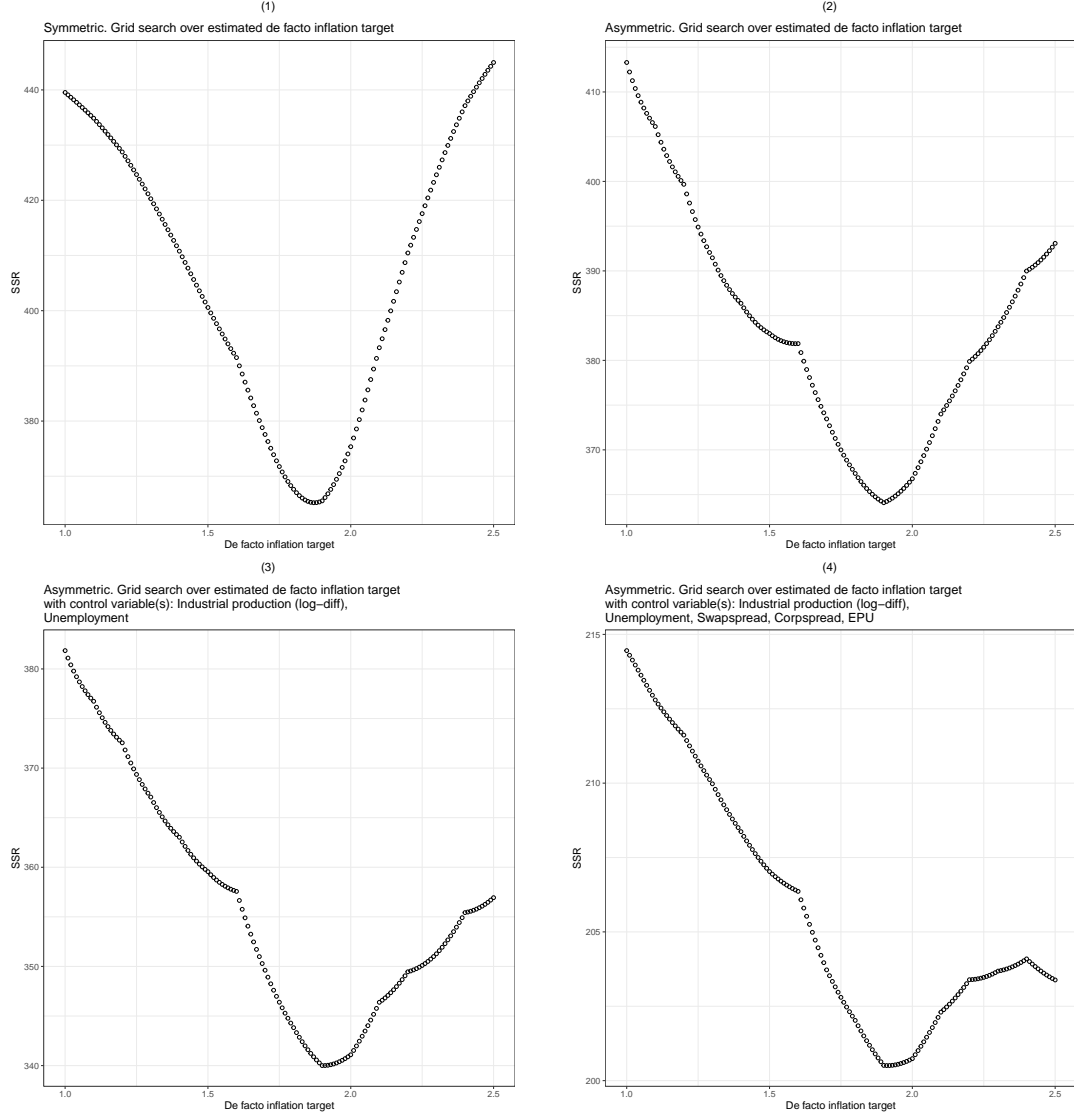 (1)
Symmetric. Grid search over estimated de facto inflation target
440
420
400
380
SSR
1.0 1.5 2.0 2.5
De facto inflation target
(2)
Asymmetric. Grid search over estimated de facto inflation target
410
400
390
380
370
SSR
1.0 1.5 2.0 2.5
De facto inflation target
(3)
Asymmetric. Grid search over estimated de facto inflation target
with control variable(s): Industrial production (log−diff),
Unemployment
380
370
360
350
340
SSR
1.0 1.5 2.0 2.5
De facto inflation target
(4)
Asymmetric. Grid search over estimated de facto inflation target
with control variable(s): Industrial production (log−diff),
Unemployment, Swapspread, Corpspread, EPU
215
210
205
200
SSR
1.0 1.5 2.0 2.5
De facto inflation target